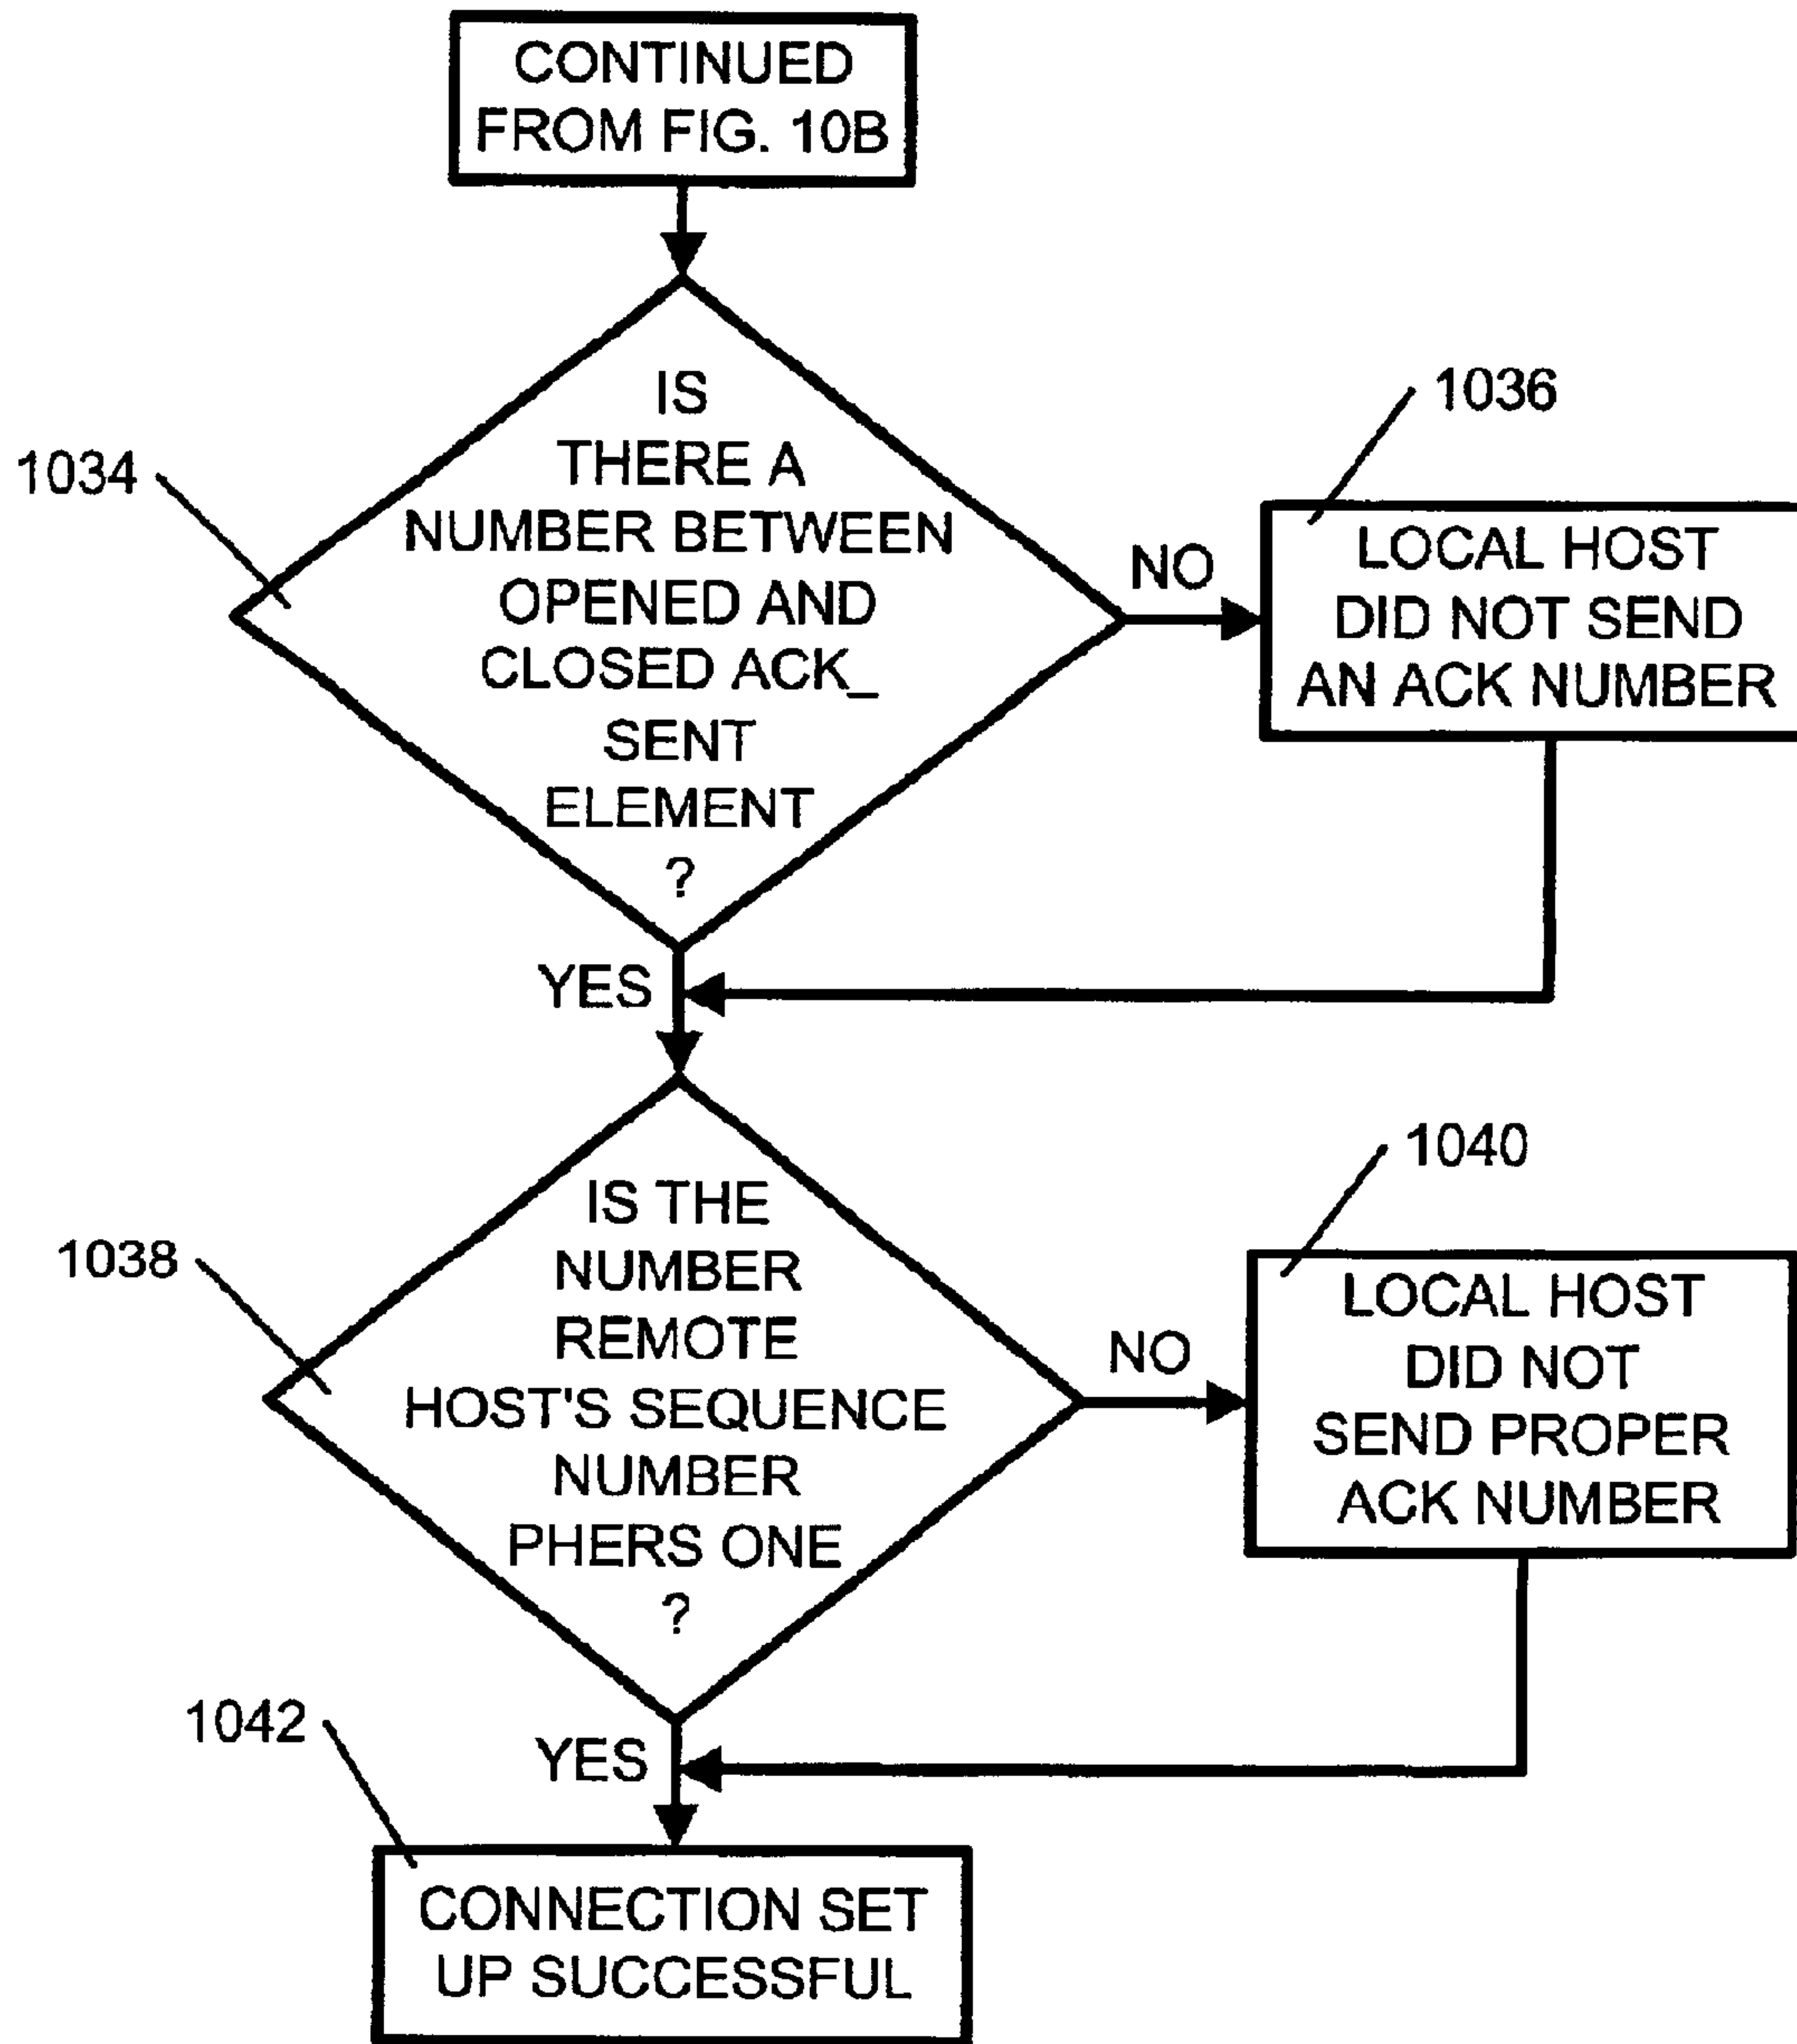 CONTINUED
FROM FIG. 10B
IS
THERE A
NUMBER BETWEEN
OPENED AND
CLOSED ACK_
SENT
ELEMENT
?
1034
NO
1036
LOCAL HOST
DID NOT SEND
AN ACK NUMBER
YES
IS THE
NUMBER
REMOTE
HOST'S SEQUENCE
NUMBER
PHERS ONE
?
1038
NO
1040
LOCAL HOST
DID NOT
SEND PROPER
ACK NUMBER
YES
1042
CONNECTION SET
UP SUCCESSFUL